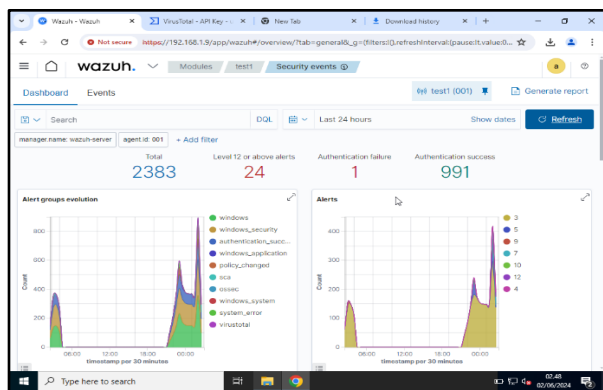 Wazuh - Wazuh
VirusTotal - API Key -
New Tab
Download history
Not secure
https://192.168.1.9/app/wazuh#/overview/?tab=general&_g=(filters:!(),refreshInterval:(pause:!t,value:0...
wazuh.
Modules
test1
Security events
a
Dashboard
Events
test1 (001)
Generate report
Search
DQL
Last 24 hours
Show dates
Refresh
manager.name: wazuh-server
agent.id: 001
+ Add filter
Total
2383
Level 12 or above alerts
24
Authentication failure
1
Authentication success
991
Alert groups evolution
windows
windows_security
authentication_succ...
windows_application
policy_changed
sca
ossec
windows_system
system_error
virustotal
Count
800
600
400
200
0
06:00
12:00
18:00
00:00
timestamp per 30 minutes
Alerts
3
5
9
7
10
12
4
Count
400
300
200
100
0
06:00
12:00
18:00
00:00
timestamp per 30 minutes
Type here to search
02.48
02/06/2024